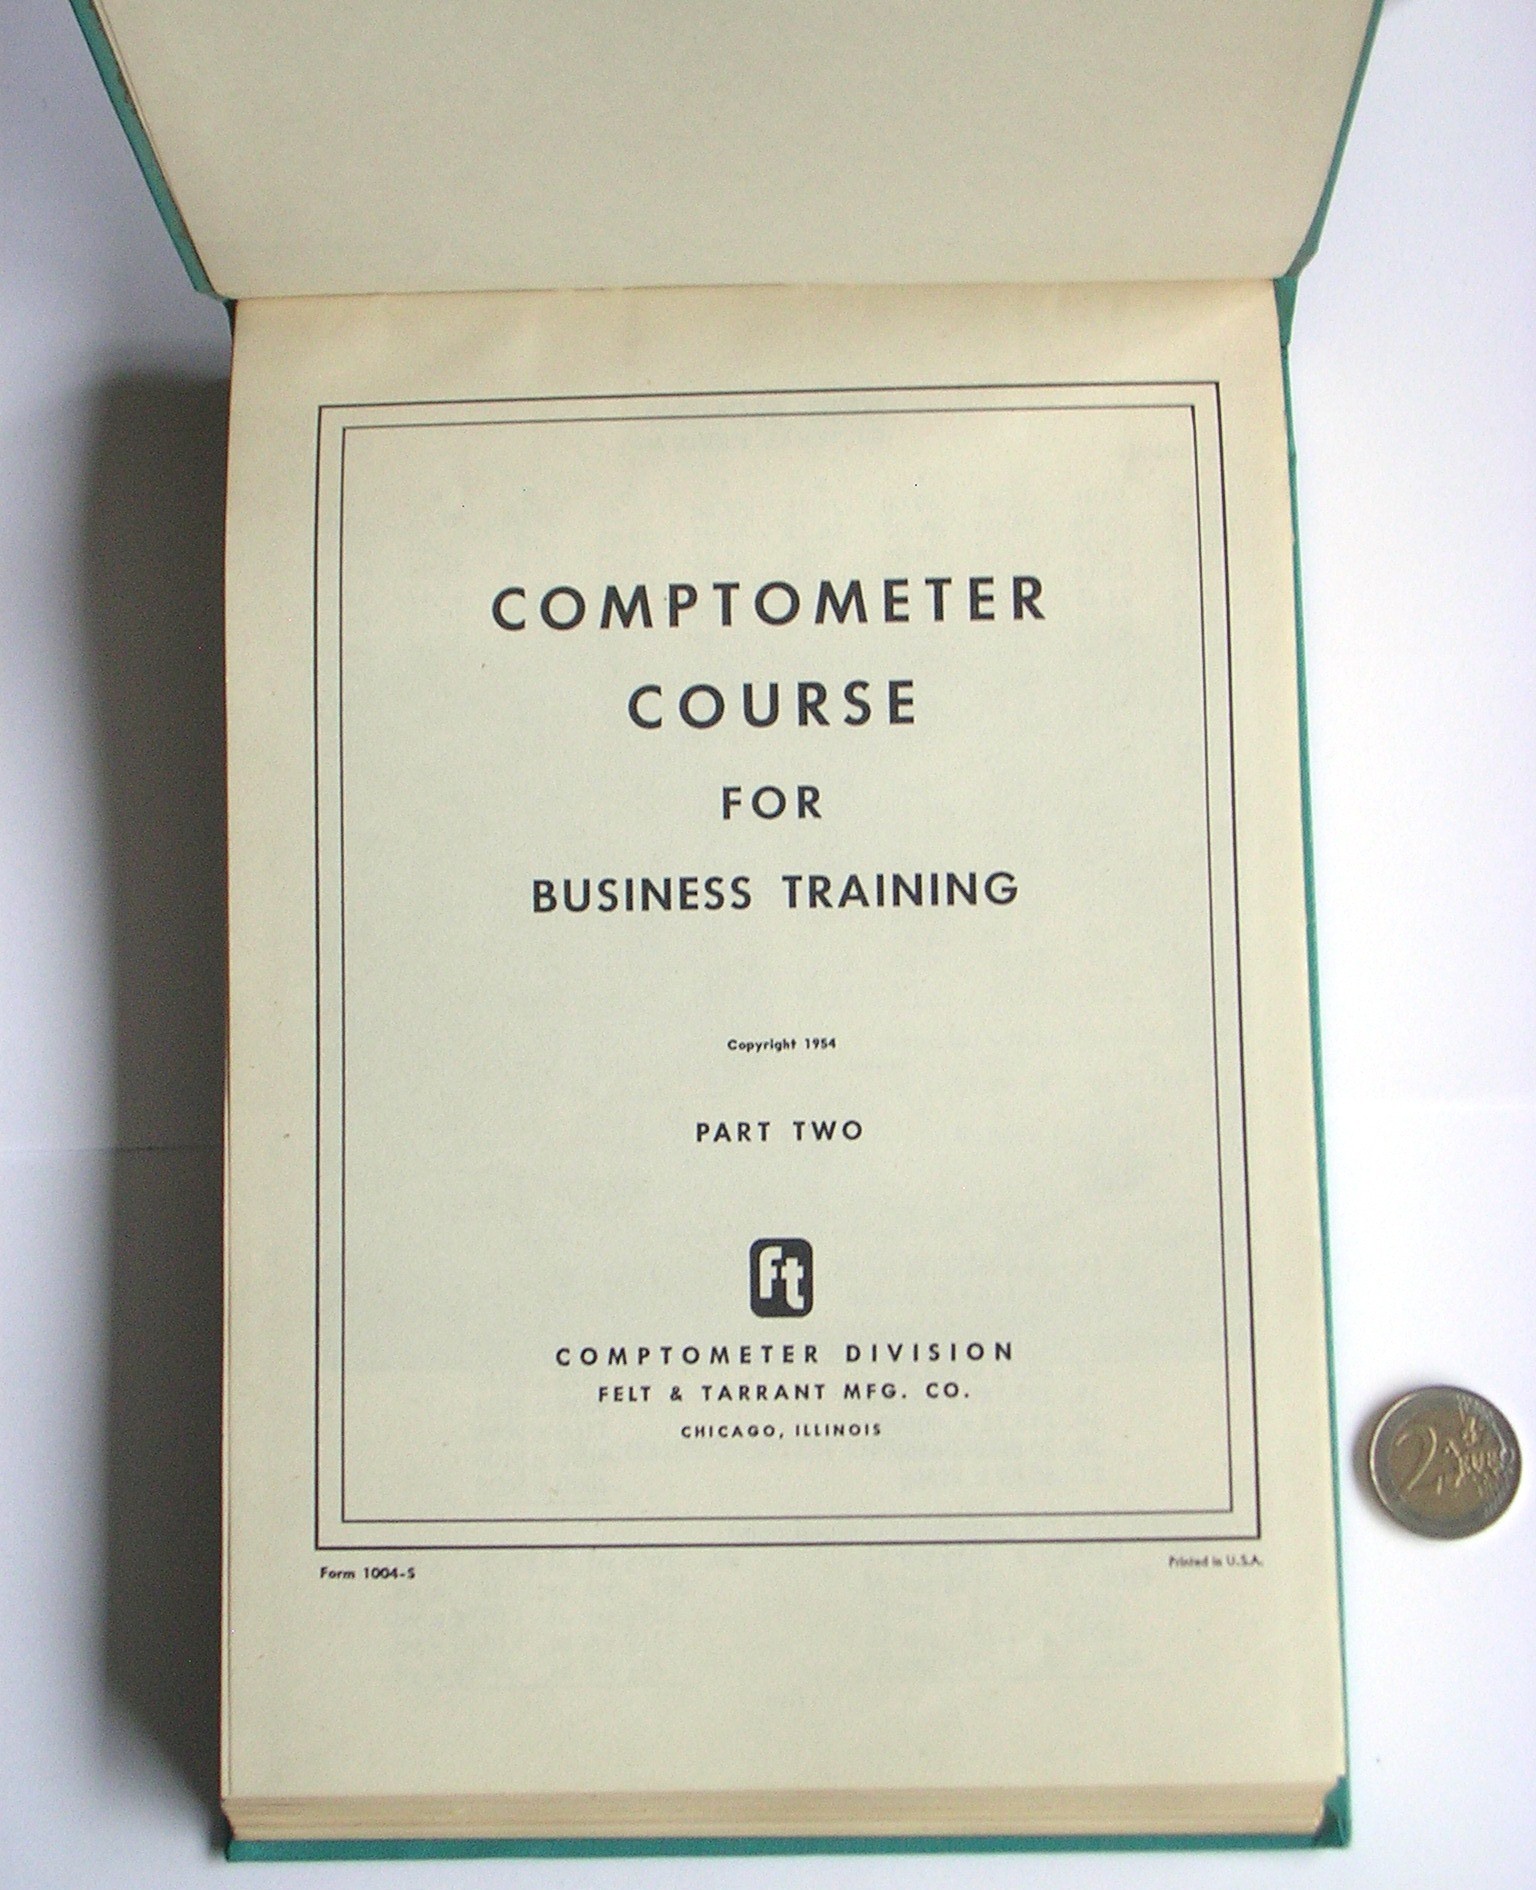 COMPTOMETER
COURSE
FOR
BUSINESS TRAINING
Copyright 1954
PART TWO
ft
COMPTOMETER DIVISION
FELT & TARRANT MFG. CO.
CHICAGO, ILLINOIS
Form 1004-S
Printed in U.S.A.
2 EURO